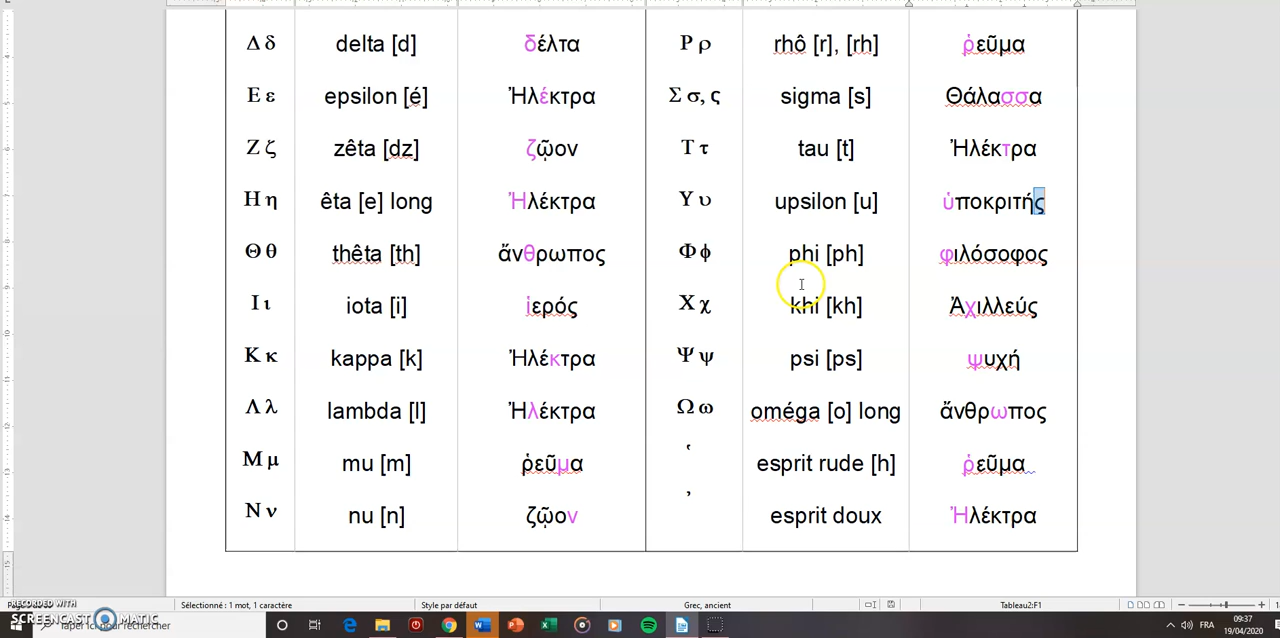 Δ δ delta [d] δέλτα Ρ ρ rhô [r], [rh] ῥεῦμα
Ε ε epsilon [é] Ἠλέκτρα Σ σ, ς sigma [s] Θάλασσα
Ζ ζ zêta [dz] ζῷον Τ τ tau [t] Ἠλέκτρα
Η η êta [e] long Ἠλέκτρα Υ υ upsilon [u] ὑποκριτής
Θ θ thêta [th] ἄνθρωπος Φ ϕ phi [ph] φιλόσοφος
Ι ι iota [i] ἱερός Χ χ khi [kh] Ἀχιλλεύς
Κ κ kappa [k] Ἠλέκτρα Ψ ψ psi [ps] ψυχή
Λ λ lambda [l] Ἠλέκτρα Ω ω oméga [o] long ἄνθρωπος
Μ μ mu [m] ῥεῦμα ῾ esprit rude [h] ῥεῦμα
Ν ν nu [n] ζῷον ᾿ esprit doux Ἠλέκτρα
Sélectionné : 1 mot, 1 caractère Style par défaut Grec, ancien Tableau2:F1
RECORDED WITH
SCREENCAST MATIC
Taper ici pour rechercher
FRA
09:37
19/04/2020